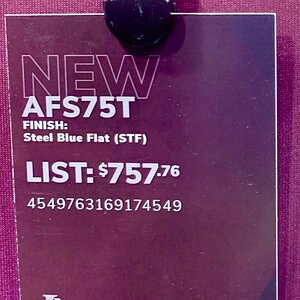 NEW
AFS75T
FINISH:
Steel Blue Flat (STF)
LIST: $757.76
4549763169174549